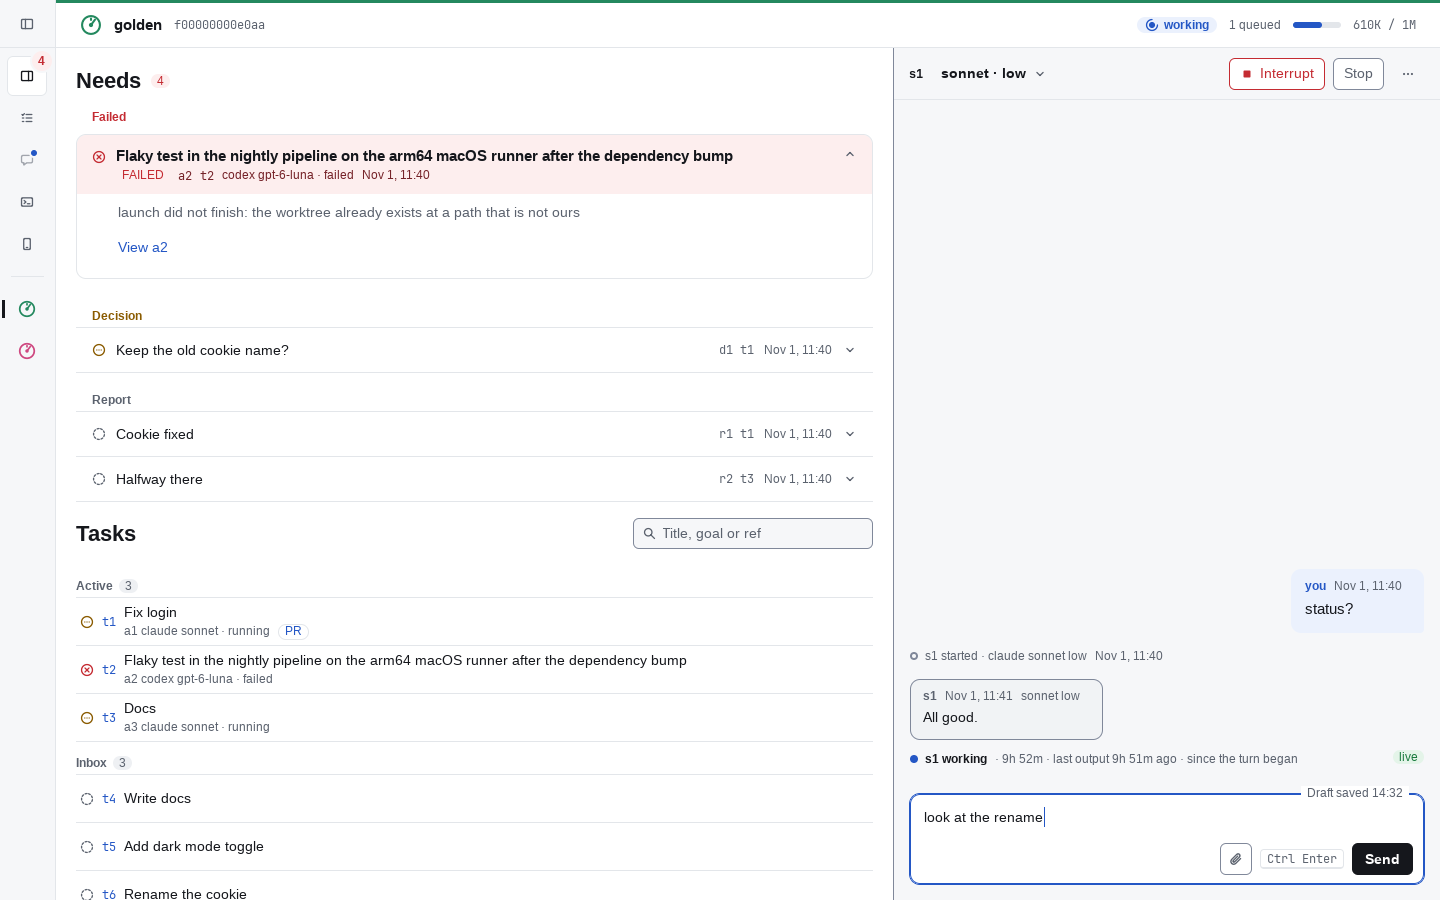 golden f00000000e0aa
working 1 queued 610K / 1M
4
Needs 4
Failed
Flaky test in the nightly pipeline on the arm64 macOS runner after the dependency bump
FAILED a2 t2 codex gpt-6-luna · failed Nov 1, 11:40
launch did not finish: the worktree already exists at a path that is not ours
View a2
Decision
Keep the old cookie name? d1 t1 Nov 1, 11:40
Report
Cookie fixed r1 t1 Nov 1, 11:40
Halfway there r2 t3 Nov 1, 11:40
Tasks
Title, goal or ref
Active 3
t1 Fix login
a1 claude sonnet · running PR
t2 Flaky test in the nightly pipeline on the arm64 macOS runner after the dependency bump
a2 codex gpt-6-luna · failed
t3 Docs
a3 claude sonnet · running
Inbox 3
t4 Write docs
t5 Add dark mode toggle
t6 Rename the cookie
s1 sonnet · low
Interrupt
Stop
you Nov 1, 11:40
status?
s1 started · claude sonnet low Nov 1, 11:40
s1 Nov 1, 11:41 sonnet low
All good.
s1 working · 9h 52m · last output 9h 51m ago · since the turn began live
Draft saved 14:32
look at the rename
Ctrl Enter
Send